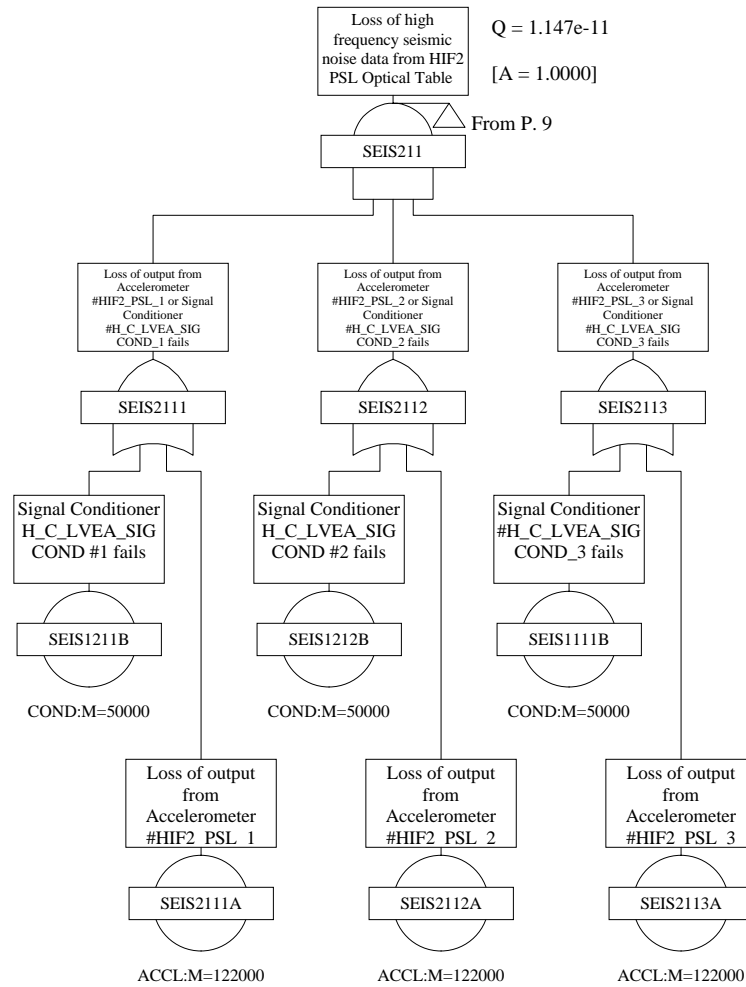 Loss of high
frequency seismic
noise data from HIF2
PSL Optical Table
Q = 1.147e-11
[A = 1.0000]
From P. 9
SEIS211
Loss of output from
Accelerometer
#HIF2_PSL_1 or Signal
Conditioner
#H_C_LVEA_SIG
COND_1 fails
Loss of output from
Accelerometer
#HIF2_PSL_2 or Signal
Conditioner
#H_C_LVEA_SIG
COND_2 fails
Loss of output from
Accelerometer
#HIF2_PSL_3 or Signal
Conditioner
#H_C_LVEA_SIG
COND_3 fails
SEIS2111
SEIS2112
SEIS2113
Signal Conditioner
H_C_LVEA_SIG
COND #1 fails
Signal Conditioner
H_C_LVEA_SIG
COND #2 fails
Signal Conditioner
#H_C_LVEA_SIG
COND_3 fails
SEIS1211B
SEIS1212B
SEIS1111B
COND:M=50000
COND:M=50000
COND:M=50000
Loss of output
from
Accelerometer
#HIF2_PSL_1
Loss of output
from
Accelerometer
#HIF2_PSL_2
Loss of output
from
Accelerometer
#HIF2_PSL_3
SEIS2111A
SEIS2112A
SEIS2113A
ACCL:M=122000
ACCL:M=122000
ACCL:M=122000